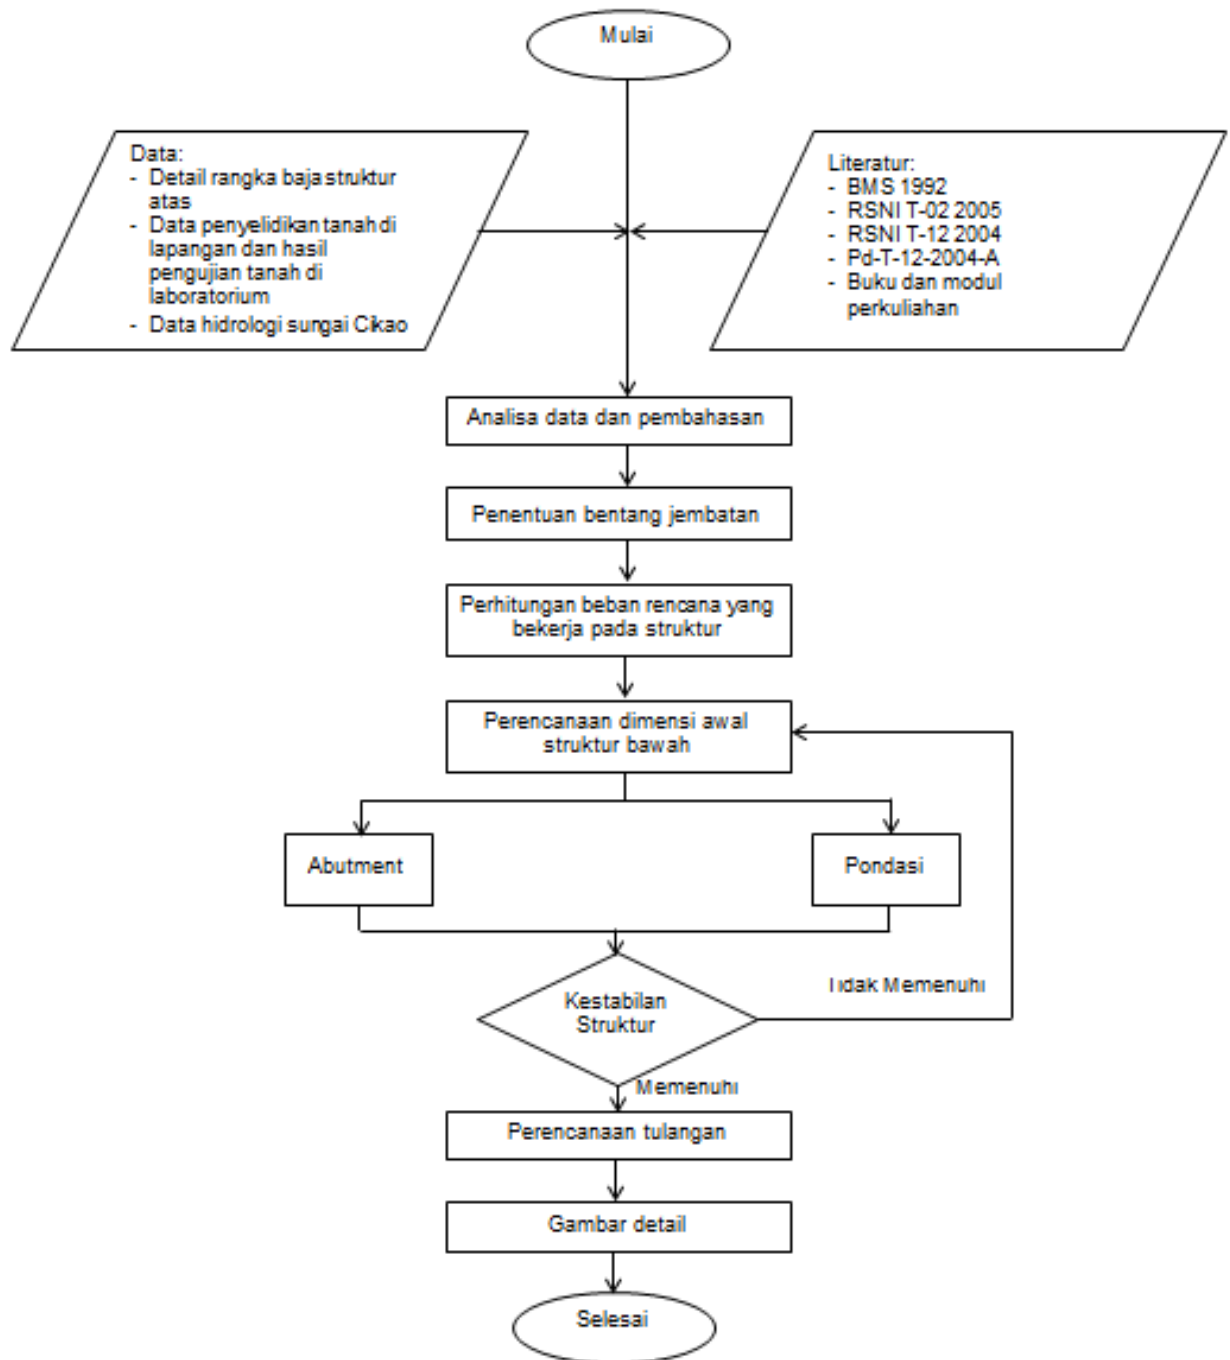 Mulai
Data:
- Detail rangka baja struktur
atas
- Data penyelidikan tanah di
lapangan dan hasil
pengujian tanah di
laboratorium
- Data hidrologi sungai Cikao
Literatur:
- BMS 1992
- RSNI T-02 2005
- RSNI T-12 2004
- Pd-T-12-2004-A
- Buku dan modul
perkuliahan
Analisa data dan pembahasan
Penentuan bentang jembatan
Perhitungan beban rencana yang
bekerja pada struktur
Perencanaan dimensi awal
struktur bawah
Abutment
Pondasi
Kestabilan
Struktur
Tidak Memenuhi
Memenuhi
Perencanaan tulangan
Gambar detail
Selesai